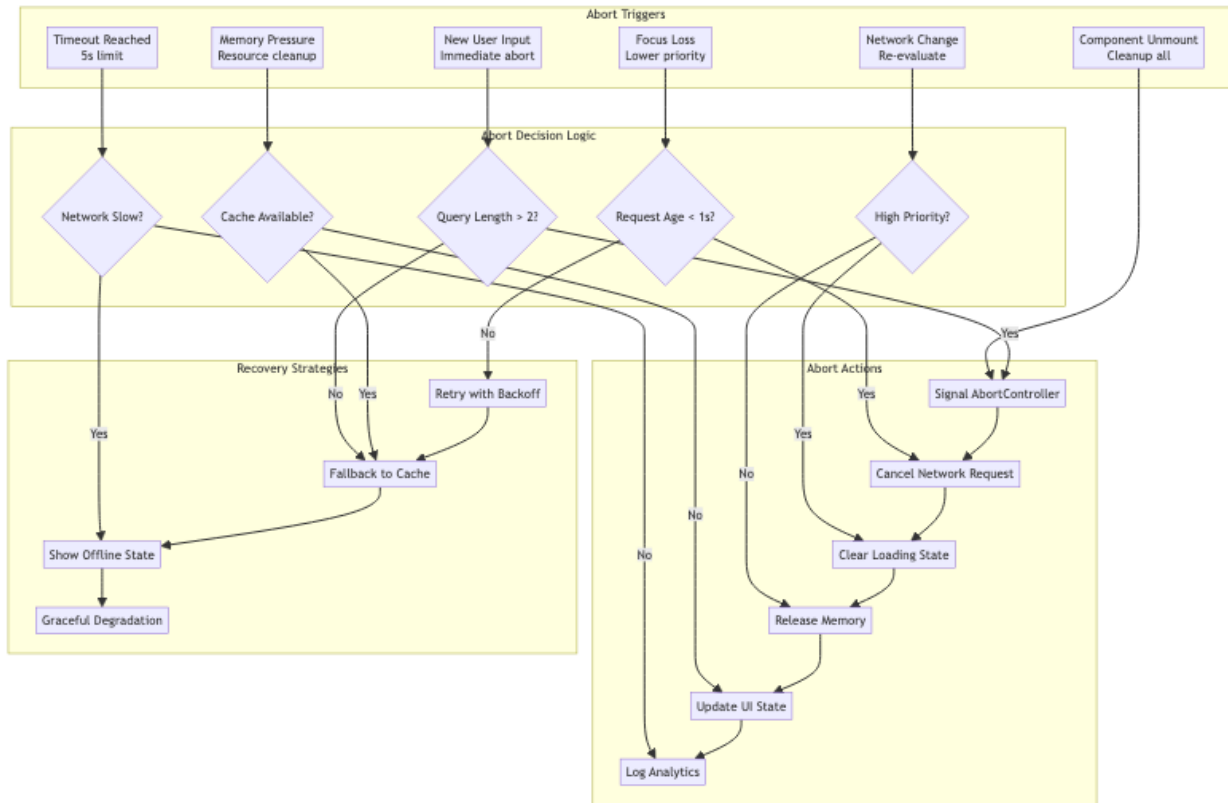 Abort Triggers
Timeout Reached
5s limit
Memory Pressure
Resource cleanup
New User Input
Immediate abort
Focus Loss
Lower priority
Network Change
Re-evaluate
Component Unmount
Cleanup all
Abort Decision Logic
Network Slow?
Cache Available?
Query Length > 2?
Request Age < 1s?
High Priority?
No
Yes
Recovery Strategies
Abort Actions
No
Yes
Retry with Backoff
Yes
Signal AbortController
Yes
Yes
Fallback to Cache
No
Cancel Network Request
No
Show Offline State
No
Clear Loading State
Graceful Degradation
Release Memory
Update UI State
Log Analytics